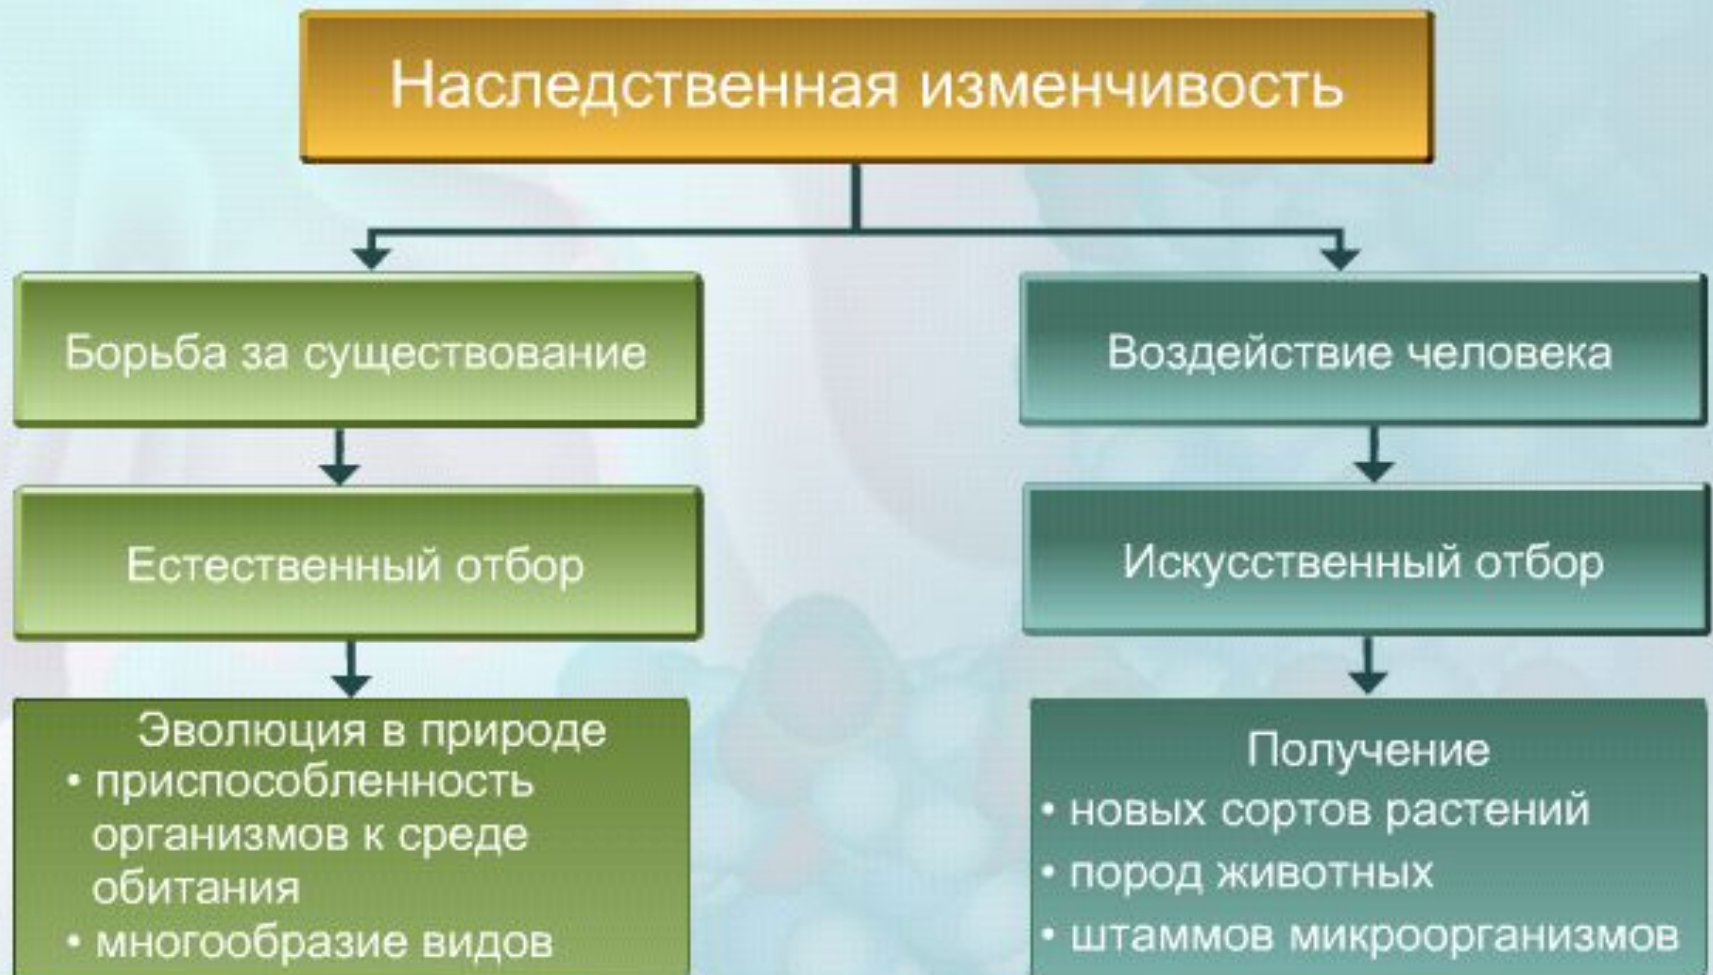 Наследственная изменчивость
Борьба за существование
Воздействие человека
Естественный отбор
Искусственный отбор
Эволюция в природе
• приспособленность
организмов к среде
обитания
• многообразие видов
Получение
• новых сортов растений
• пород животных
• штаммов микроорганизмов